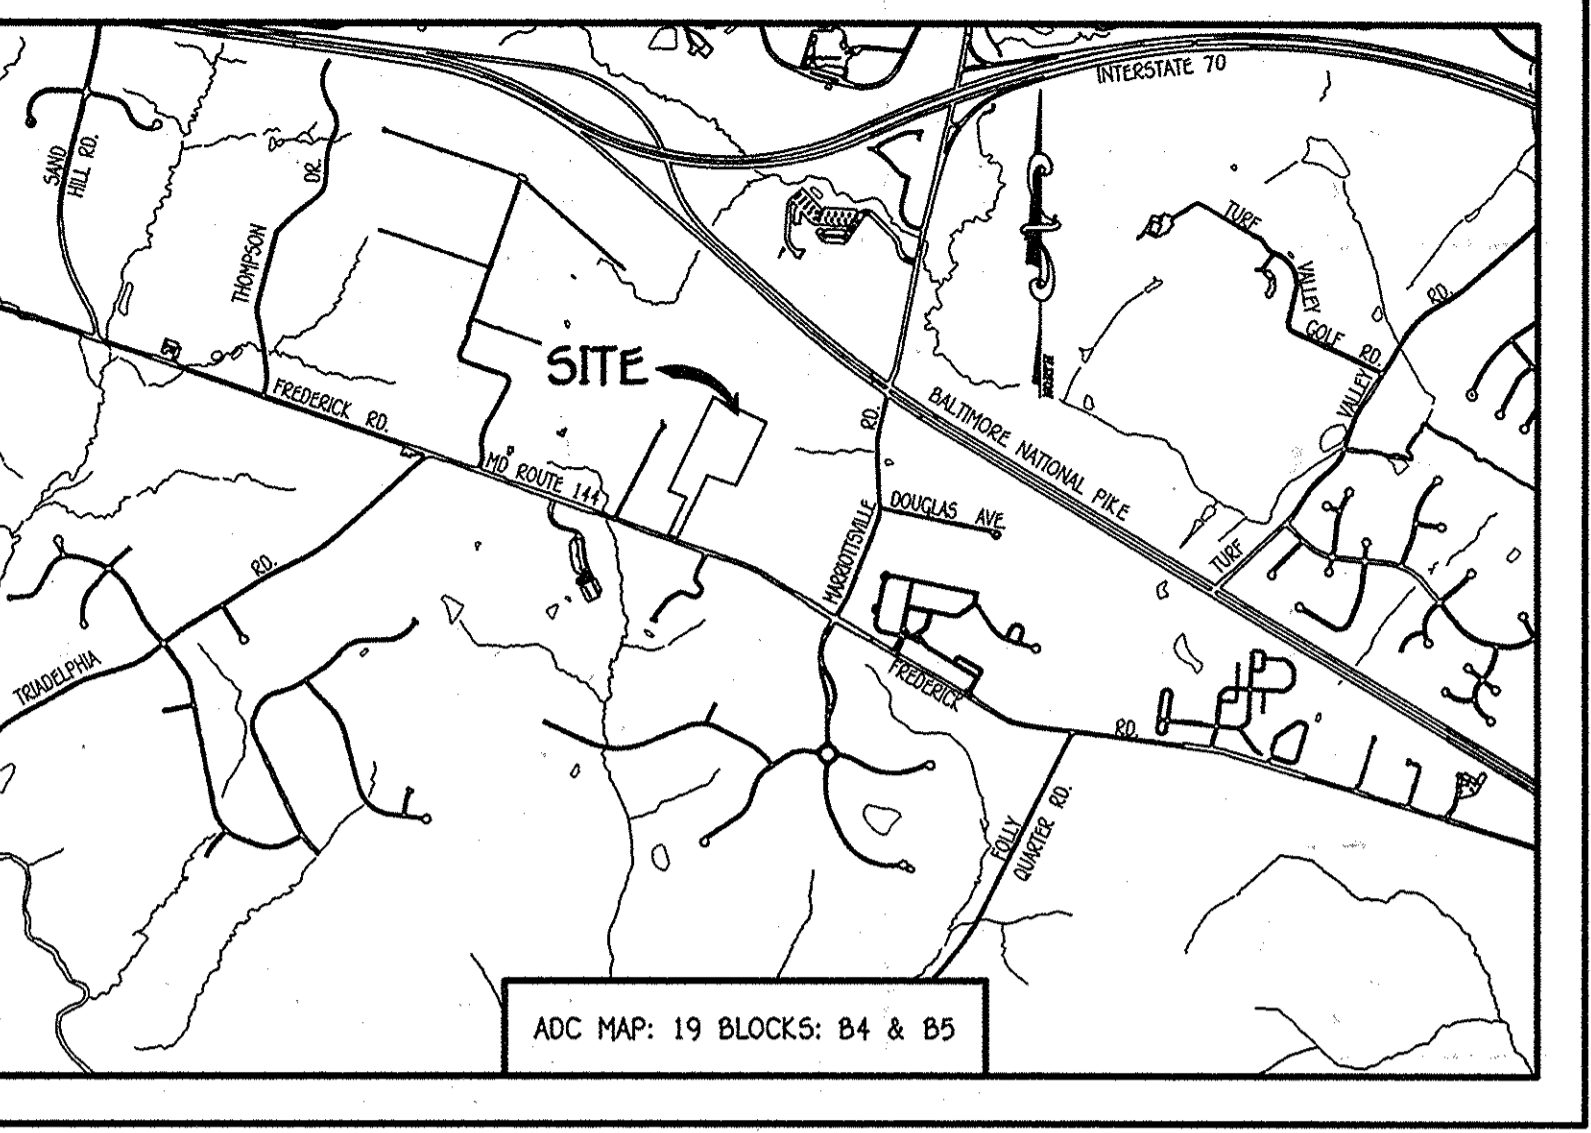 INTERSTATE 70
SAND
HILL RD.
DR.
THOMPSON
TURF
VALLEY
RD.
GOLF RD.
VALLEY
SITE
NORTH
FREDERICK RD.
RD.
BALTIMORE NATIONAL PIKE
MD ROUTE 144
DOUGLAS AVE.
MARRIOTTSVILLE
TURF
RD.
TRIADELPHIA
FREDERICK
RD.
FOLLY
QUARTER RD.
ADC MAP: 19 BLOCKS: B4 & B5